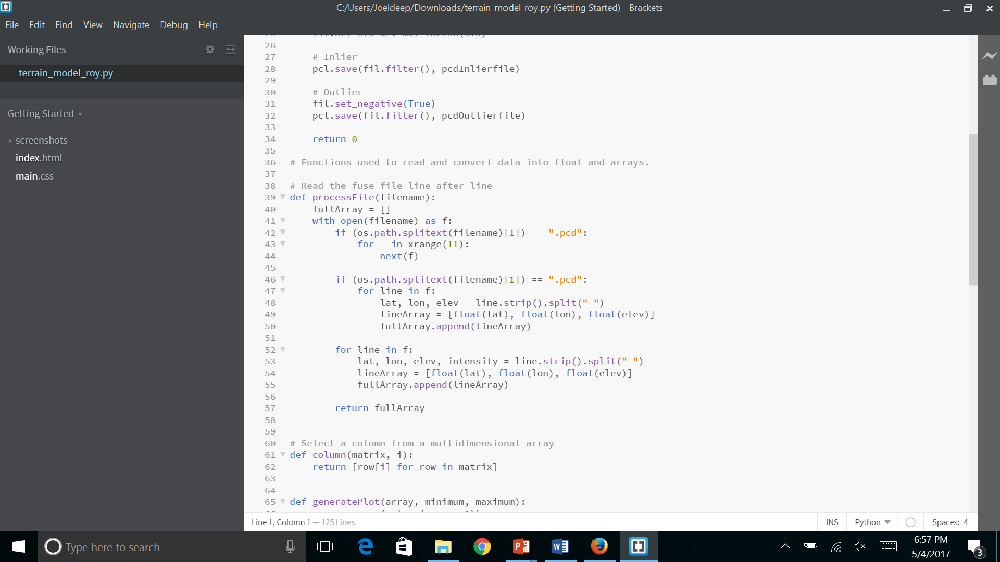 C:/Users/Joeldeep/Downloads/terrain_model_roy.py (Getting Started) - Brackets
File Edit Find View Navigate Debug Help
Working Files
terrain_model_roy.py
Getting Started
screenshots
index.html
main.css
26
27     # Inlier
28     pcl.save(fil.filter(), pcdInlierfile)
29
30     # Outlier
31     fil.set_negative(True)
32     pcl.save(fil.filter(), pcdOutlierfile)
33
34     return 0
35
36 # Functions used to read and convert data into float and arrays.
37
38 # Read the fuse file line after line
39 def processFile(filename):
40     fullArray = []
41     with open(filename) as f:
42         if (os.path.splitext(filename)[1]) == ".pcd":
43             for _ in xrange(11):
44                 next(f)
45
46         if (os.path.splitext(filename)[1]) == ".pcd":
47             for line in f:
48                 lat, lon, elev = line.strip().split(" ")
49                 lineArray = [float(lat), float(lon), float(elev)]
50                 fullArray.append(lineArray)
51
52         for line in f:
53             lat, lon, elev, intensity = line.strip().split(" ")
54             lineArray = [float(lat), float(lon), float(elev)]
55             fullArray.append(lineArray)
56
57         return fullArray
58
59
60 # Select a column from a multidimensional array
61 def column(matrix, i):
62     return [row[i] for row in matrix]
63
64
65 def generatePlot(array, minimum, maximum):
Line 1, Column 1 — 125 Lines
INS Python Spaces: 4
Type here to search
6:57 PM
5/4/2017
3